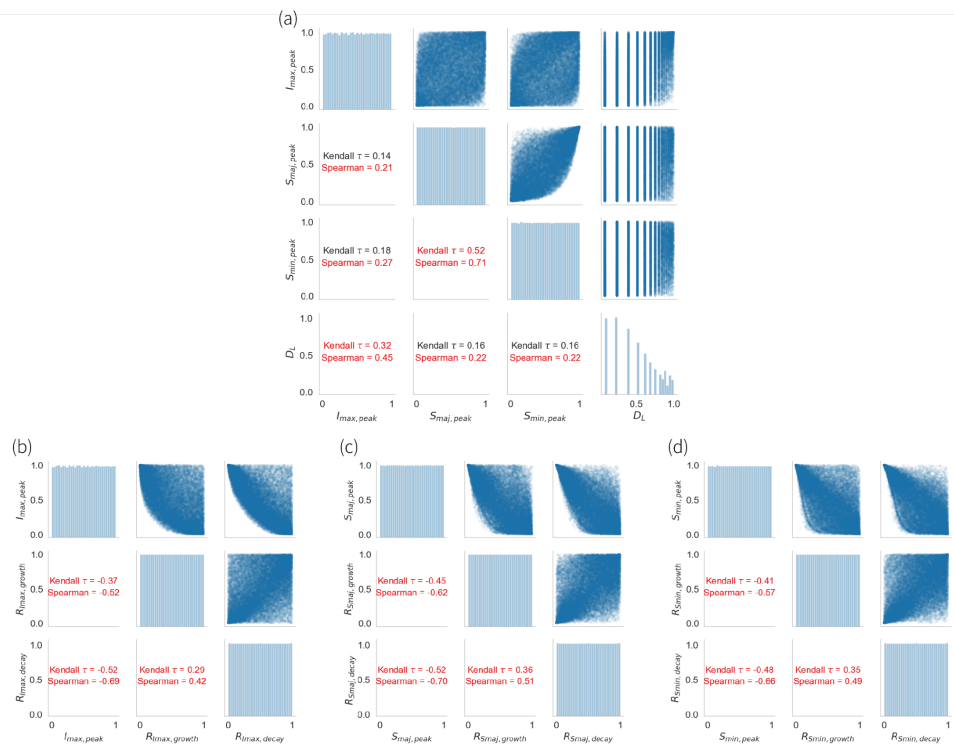 (a)
1.0
I_max,peak
0.5
0.0
1.0
S_maj,peak
0.5
0.0
Kendall τ = 0.14
Spearman = 0.21
1.0
S_min,peak
0.5
0.0
Kendall τ = 0.18
Spearman = 0.27
Kendall τ = 0.52
Spearman = 0.71
1.0
D_L
0.5
0.0
Kendall τ = 0.32
Spearman = 0.45
Kendall τ = 0.16
Spearman = 0.22
Kendall τ = 0.16
Spearman = 0.22
0 1 0 1 0 1 0.5 1.0
I_max,peak S_maj,peak S_min,peak D_L
(b)
1.0
I_max,peak
0.5
0.0
1.0
R_Imax,growth
0.5
0.0
Kendall τ = -0.37
Spearman = -0.52
1.0
R_Imax,decay
0.5
0.0
Kendall τ = -0.52
Spearman = -0.69
Kendall τ = 0.29
Spearman = 0.42
0 1 0 1 0 1
I_max,peak R_Imax,growth R_Imax,decay
(c)
1.0
S_maj,peak
0.5
0.0
1.0
R_Smaj,growth
0.5
0.0
Kendall τ = -0.45
Spearman = -0.62
1.0
R_Smaj,decay
0.5
0.0
Kendall τ = -0.52
Spearman = -0.70
Kendall τ = 0.36
Spearman = 0.51
0 1 0 1 0 1
S_maj,peak R_Smaj,growth R_Smaj,decay
(d)
1.0
S_min,peak
0.5
0.0
1.0
R_Smin,growth
0.5
0.0
Kendall τ = -0.41
Spearman = -0.57
1.0
R_Smin,decay
0.5
0.0
Kendall τ = -0.48
Spearman = -0.66
Kendall τ = 0.35
Spearman = 0.49
0 1 0 1 0 1
S_min,peak R_Smin,growth R_Smin,decay